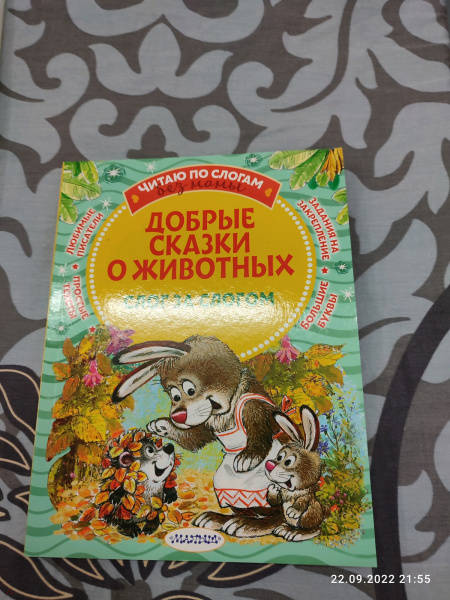 ЧИТАЮ ПО СЛОГАМ
без мамы
ДОБРЫЕ
СКАЗКИ
О ЖИВОТНЫХ
СЛОГ ЗА СЛОГОМ
ЛЮБИМЫЕ
ПИСАТЕЛИ
ПРОСТЫЕ
ТЕКСТЫ
ЗАДАНИЯ НА
ЗАКРЕПЛЕНИЕ
БОЛЬШИЕ
БУКВЫ
МАЛЫШ
22.09.2022 21:55